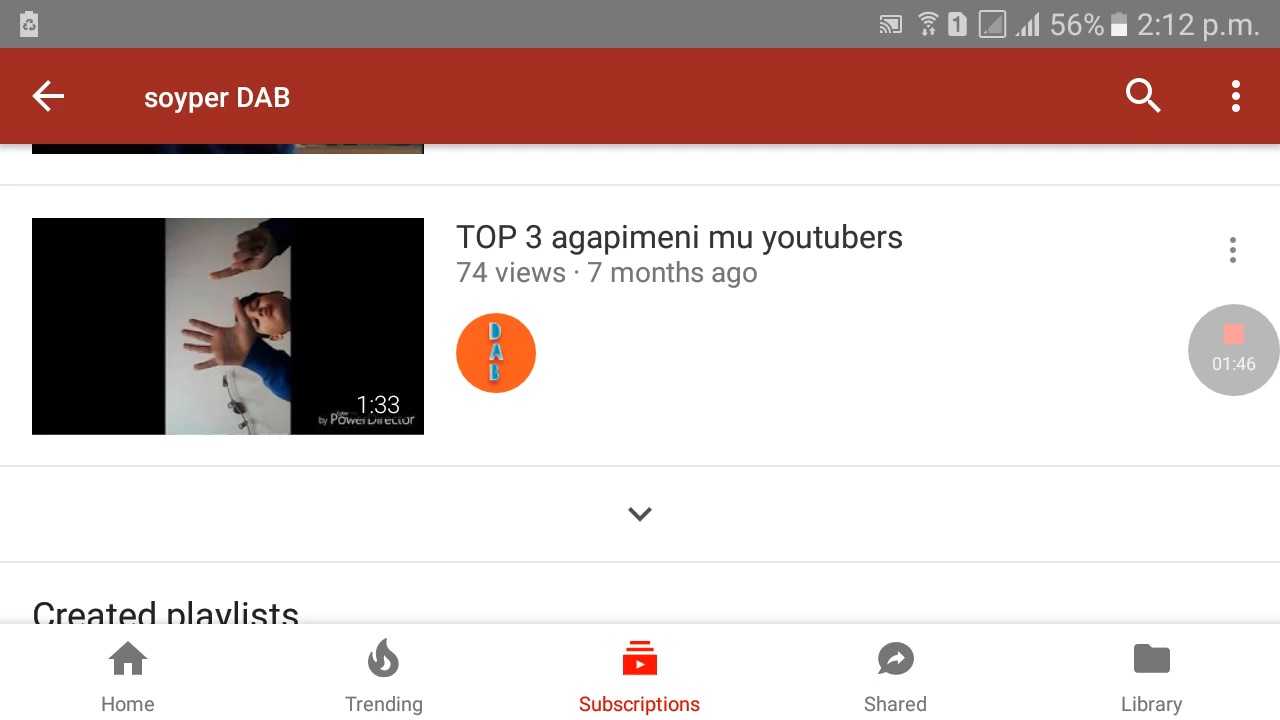 1
56%
2:12 p.m.
soyper DAB
TOP 3 agapimeni mu youtubers
74 views · 7 months ago
D
A
B
1:33
by PowerDirector
01:46
Created playlists
Home
Trending
Subscriptions
Shared
Library